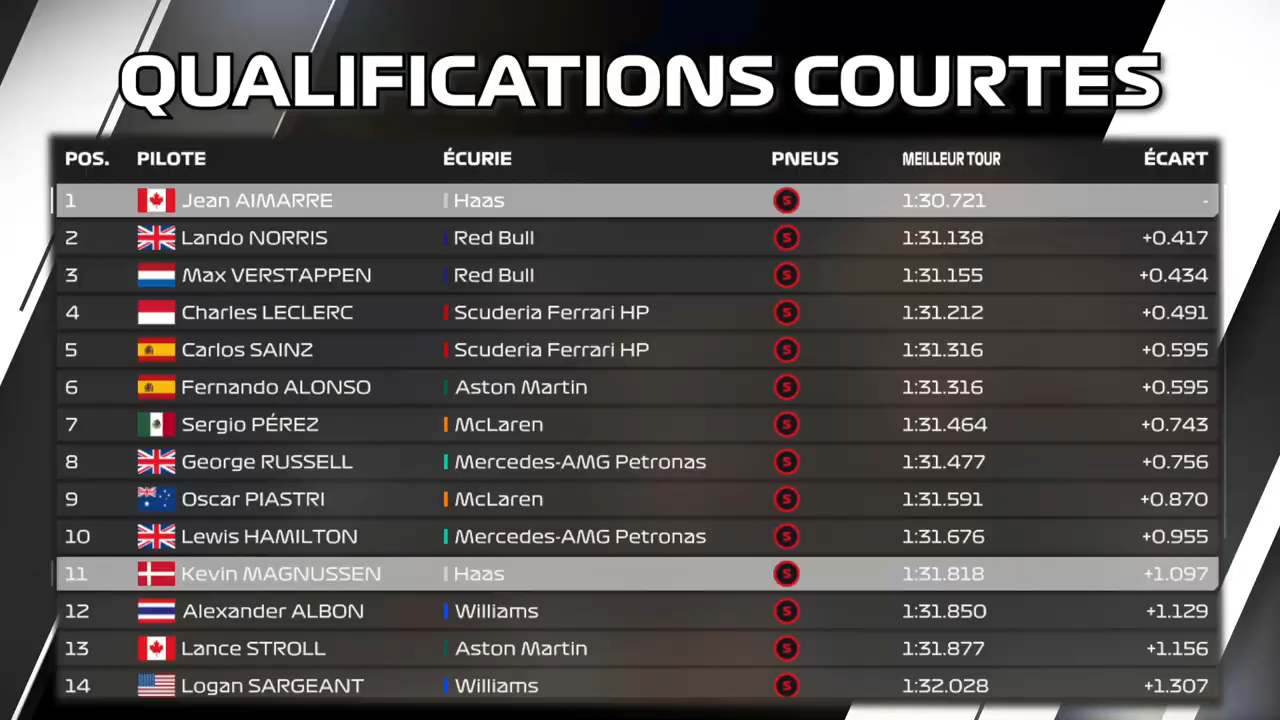 QUALIFICATIONS COURTES
POS. PILOTE ÉCURIE PNEUS MEILLEUR TOUR ÉCART
1 Jean AIMARRE Haas S 1:30.721 -
2 Lando NORRIS Red Bull S 1:31.138 +0.417
3 Max VERSTAPPEN Red Bull S 1:31.155 +0.434
4 Charles LECLERC Scuderia Ferrari HP S 1:31.212 +0.491
5 Carlos SAINZ Scuderia Ferrari HP S 1:31.316 +0.595
6 Fernando ALONSO Aston Martin S 1:31.316 +0.595
7 Sergio PÉREZ McLaren S 1:31.464 +0.743
8 George RUSSELL Mercedes-AMG Petronas S 1:31.477 +0.756
9 Oscar PIASTRI McLaren S 1:31.591 +0.870
10 Lewis HAMILTON Mercedes-AMG Petronas S 1:31.676 +0.955
11 Kevin MAGNUSSEN Haas S 1:31.818 +1.097
12 Alexander ALBON Williams S 1:31.850 +1.129
13 Lance STROLL Aston Martin S 1:31.877 +1.156
14 Logan SARGEANT Williams S 1:32.028 +1.307